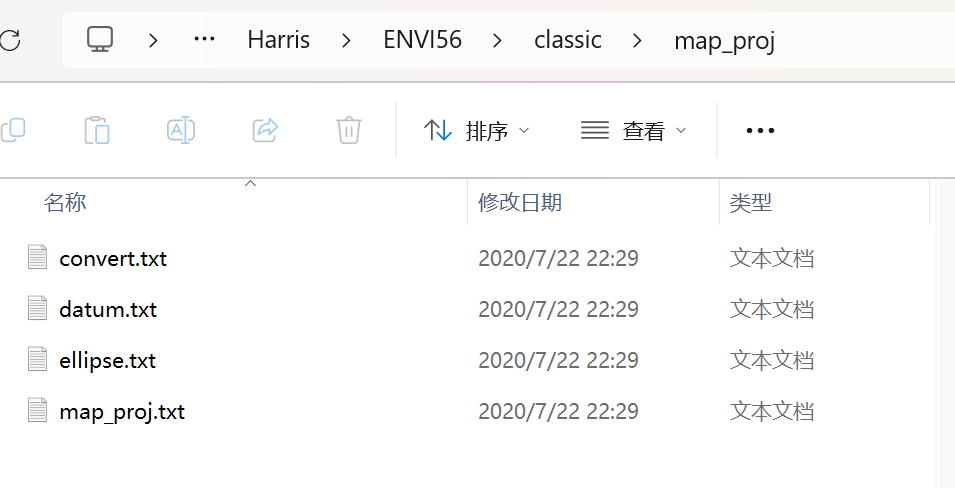 … Harris ENVI56 classic map_proj
排序 查看
名称 修改日期 类型
convert.txt 2020/7/22 22:29 文本文档
datum.txt 2020/7/22 22:29 文本文档
ellipse.txt 2020/7/22 22:29 文本文档
map_proj.txt 2020/7/22 22:29 文本文档